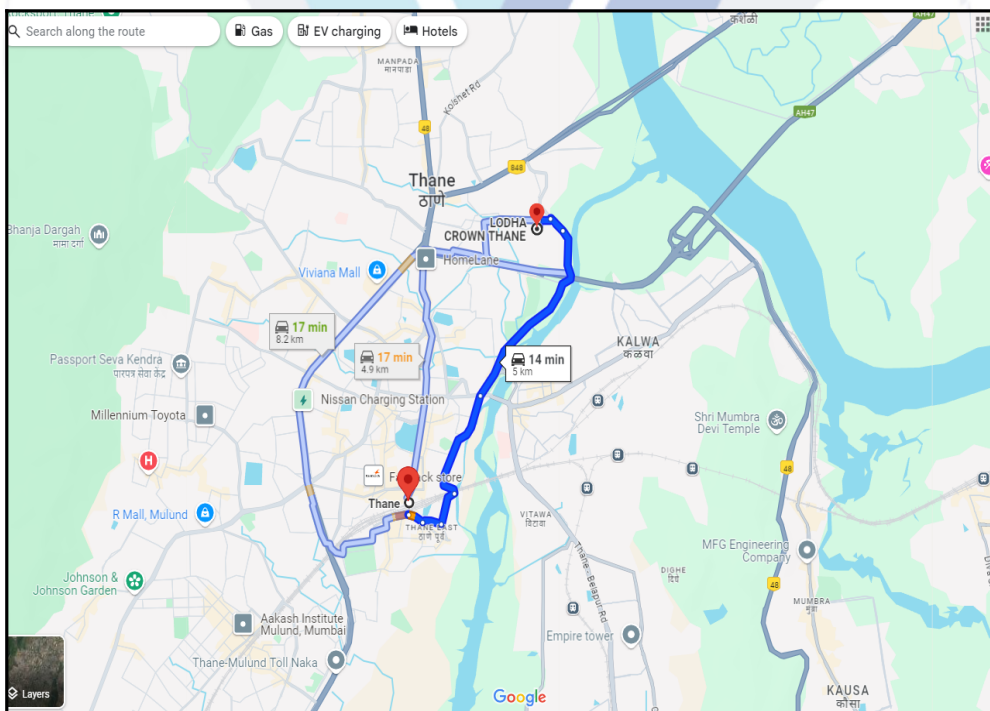 Search along the route
Gas
EV charging
Hotels
कशेळी
AH47
MANPADA
मानपाडा
Kolshet Rd
48
AH47
848
Thane
ठाणे
LODHA
CROWN THANE
Bhanja Dargah
मामा दर्गा
HomeLane
Viviana Mall
17 min
8.2 km
17 min
4.9 km
14 min
5 km
KALWA
कळवा
Passport Seva Kendra
पारपत्र सेवा केंद्र
Nissan Charging Station
Millennium Toyota
Shri Mumbra
Devi Temple
H
48
Thane
THANE EAST
ठाणे पूर्व
R Mall, Mulund
VITAWA
विटावा
MFG Engineering
Company
Thane - Belapur Rd
DIGHE
दिघे
48
Johnson &
Johnson Garden
MUMBRA
मुंब्रा
Aakash Institute
Mulund, Mumbai
Empire tower
Thane-Mulund Toll Naka
Layers
Google
KAUSA
कौसा